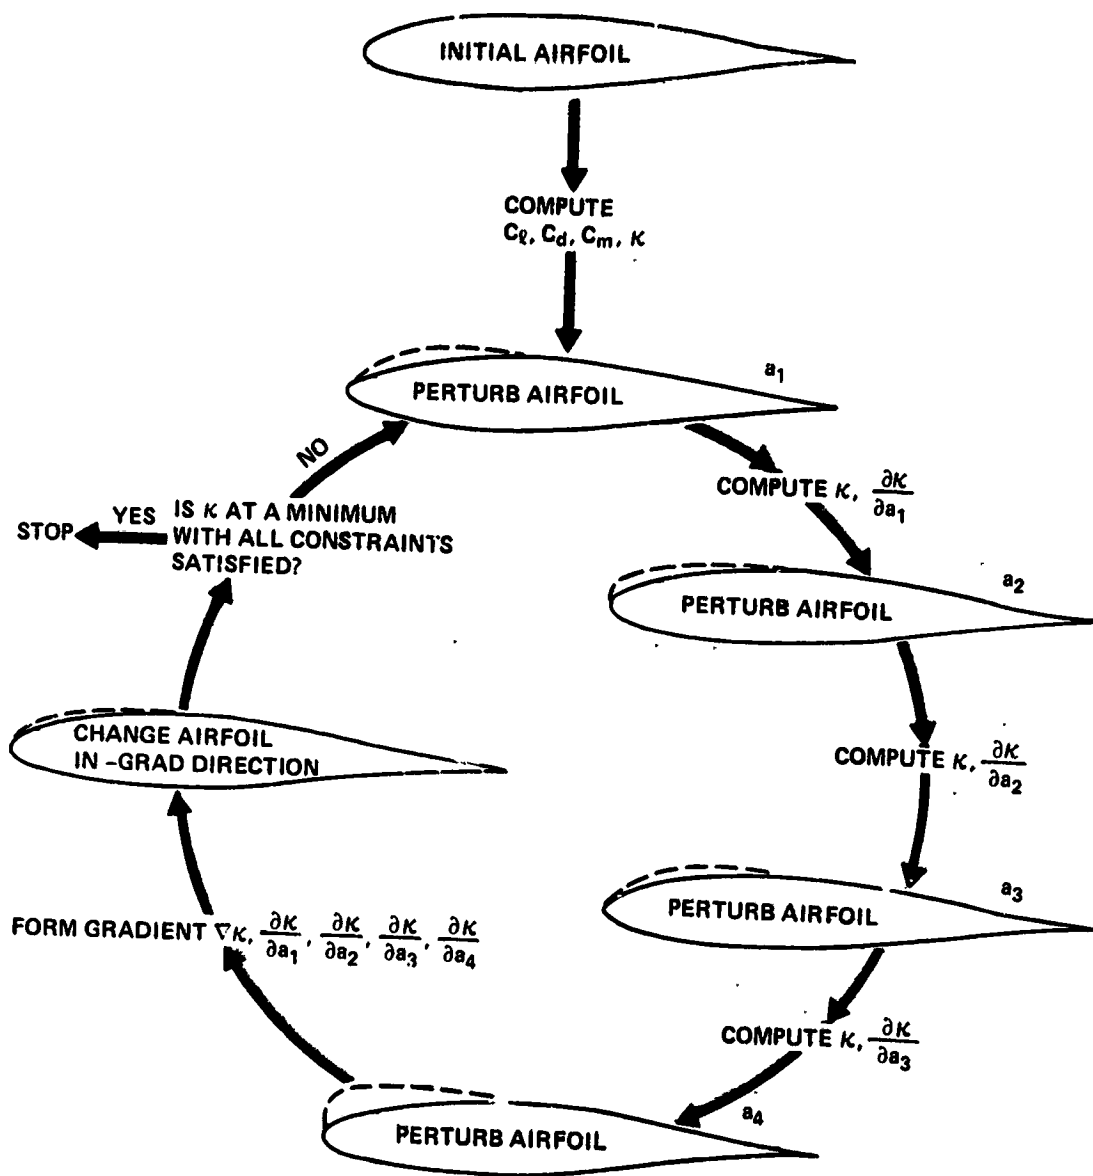 INITIAL AIRFOIL
COMPUTE
Cℓ, Cd, Cm, κ
a1
PERTURB AIRFOIL
COMPUTE κ, ∂κ/∂a1
a2
PERTURB AIRFOIL
COMPUTE κ, ∂κ/∂a2
a3
PERTURB AIRFOIL
COMPUTE κ, ∂κ/∂a3
a4
PERTURB AIRFOIL
FORM GRADIENT ∇κ, ∂κ/∂a1, ∂κ/∂a2, ∂κ/∂a3, ∂κ/∂a4
CHANGE AIRFOIL
IN –GRAD DIRECTION
IS κ AT A MINIMUM
WITH ALL CONSTRAINTS
SATISFIED?
YES
STOP
NO